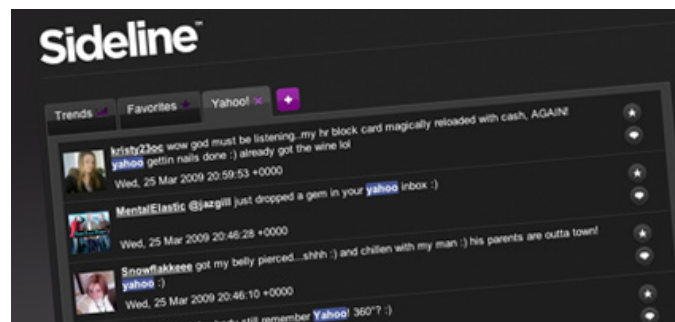 Sideline™
Trends Favorites Yahoo! × +
kristy23oc wow god must be listening..my hr block card magically reloaded with cash, AGAIN!
yahoo gettin nails done :) already got the wine lol
Wed, 25 Mar 2009 20:59:53 +0000
MentalElastic @jazgill just dropped a gem in your yahoo inbox :)
Wed, 25 Mar 2009 20:46:28 +0000
Snowflakkeee got my belly pierced...shhh :) and chillen with my man :) his parents are outta town!
yahoo :)
Wed, 25 Mar 2009 20:46:10 +0000
still remember Yahoo! 360°? :)